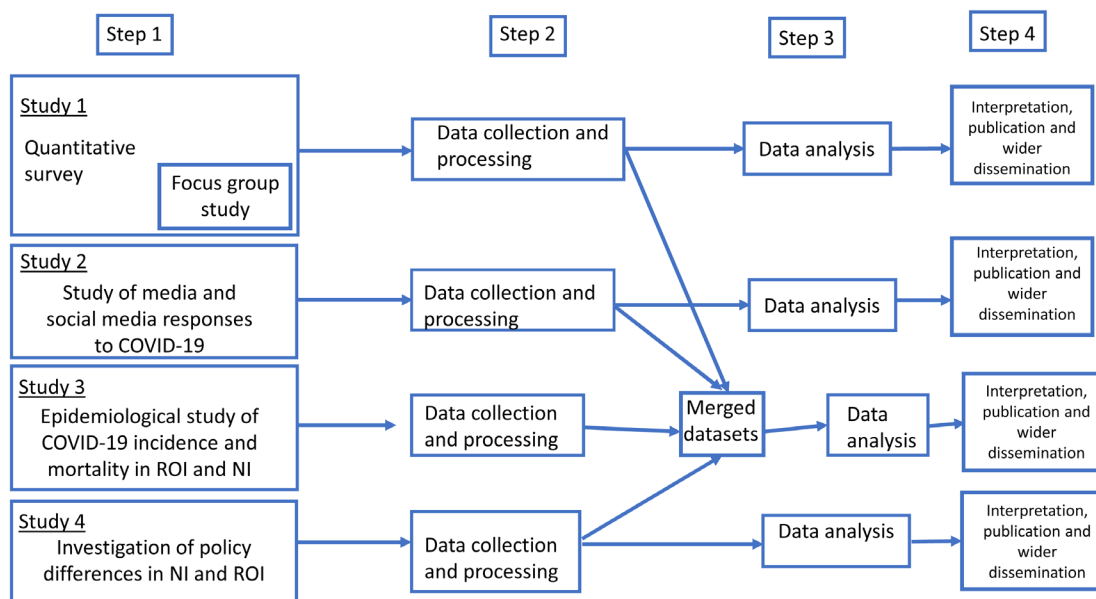 Step 1
Step 2
Step 3
Step 4
Study 1
Quantitative
survey
Focus group
study
Data collection and
processing
Data analysis
Interpretation,
publication and
wider
dissemination
Study 2
Study of media and
social media responses
to COVID-19
Data collection and
processing
Data analysis
Interpretation,
publication and
wider
dissemination
Study 3
Epidemiological study of
COVID-19 incidence and
mortality in ROI and NI
Data collection
and processing
Merged
datasets
Data
analysis
Interpretation,
publication and
wider
dissemination
Study 4
Investigation of policy
differences in NI and ROI
Data collection
and processing
Data analysis
Interpretation,
publication and
wider
dissemination